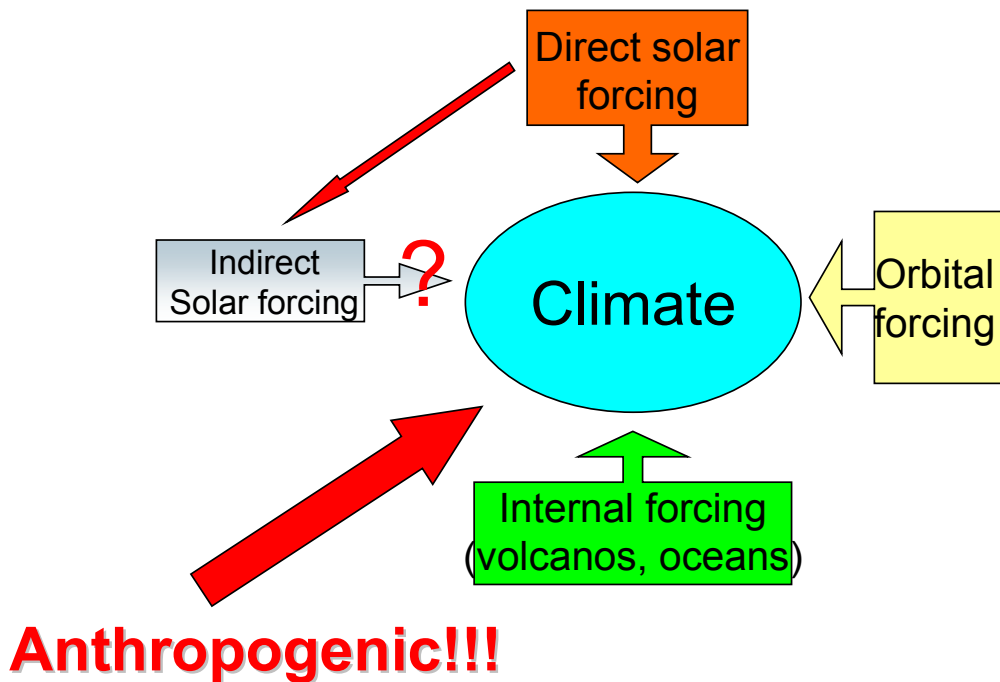 Direct solar
forcing
Indirect
Solar forcing
?
Climate
Orbital
forcing
Internal forcing
(volcanos, oceans)
Anthropogenic!!!